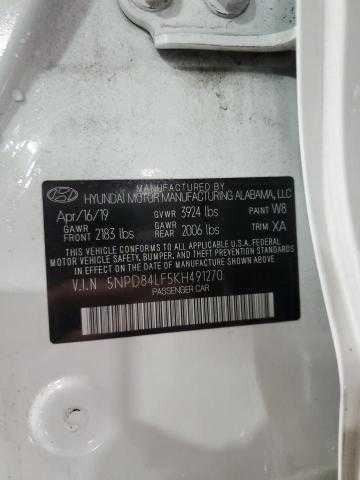 MANUFACTURED BY
HYUNDAI MOTOR MANUFACTURING ALABAMA, LLC
Apr/16/19 GVWR 3924 lbs PAINT W8
GAWR FRONT 2183 lbs GAWR REAR 2006 lbs TRIM XA
THIS VEHICLE CONFORMS TO ALL APPLICABLE U.S. FEDERAL
MOTOR VEHICLE SAFETY, BUMPER, AND THEFT PREVENTION STANDARDS
IN EFFECT ON THE DATE OF MANUFACTURE SHOWN ABOVE.
V.I.N 5NPD84LF5KH491270
PASSENGER CAR